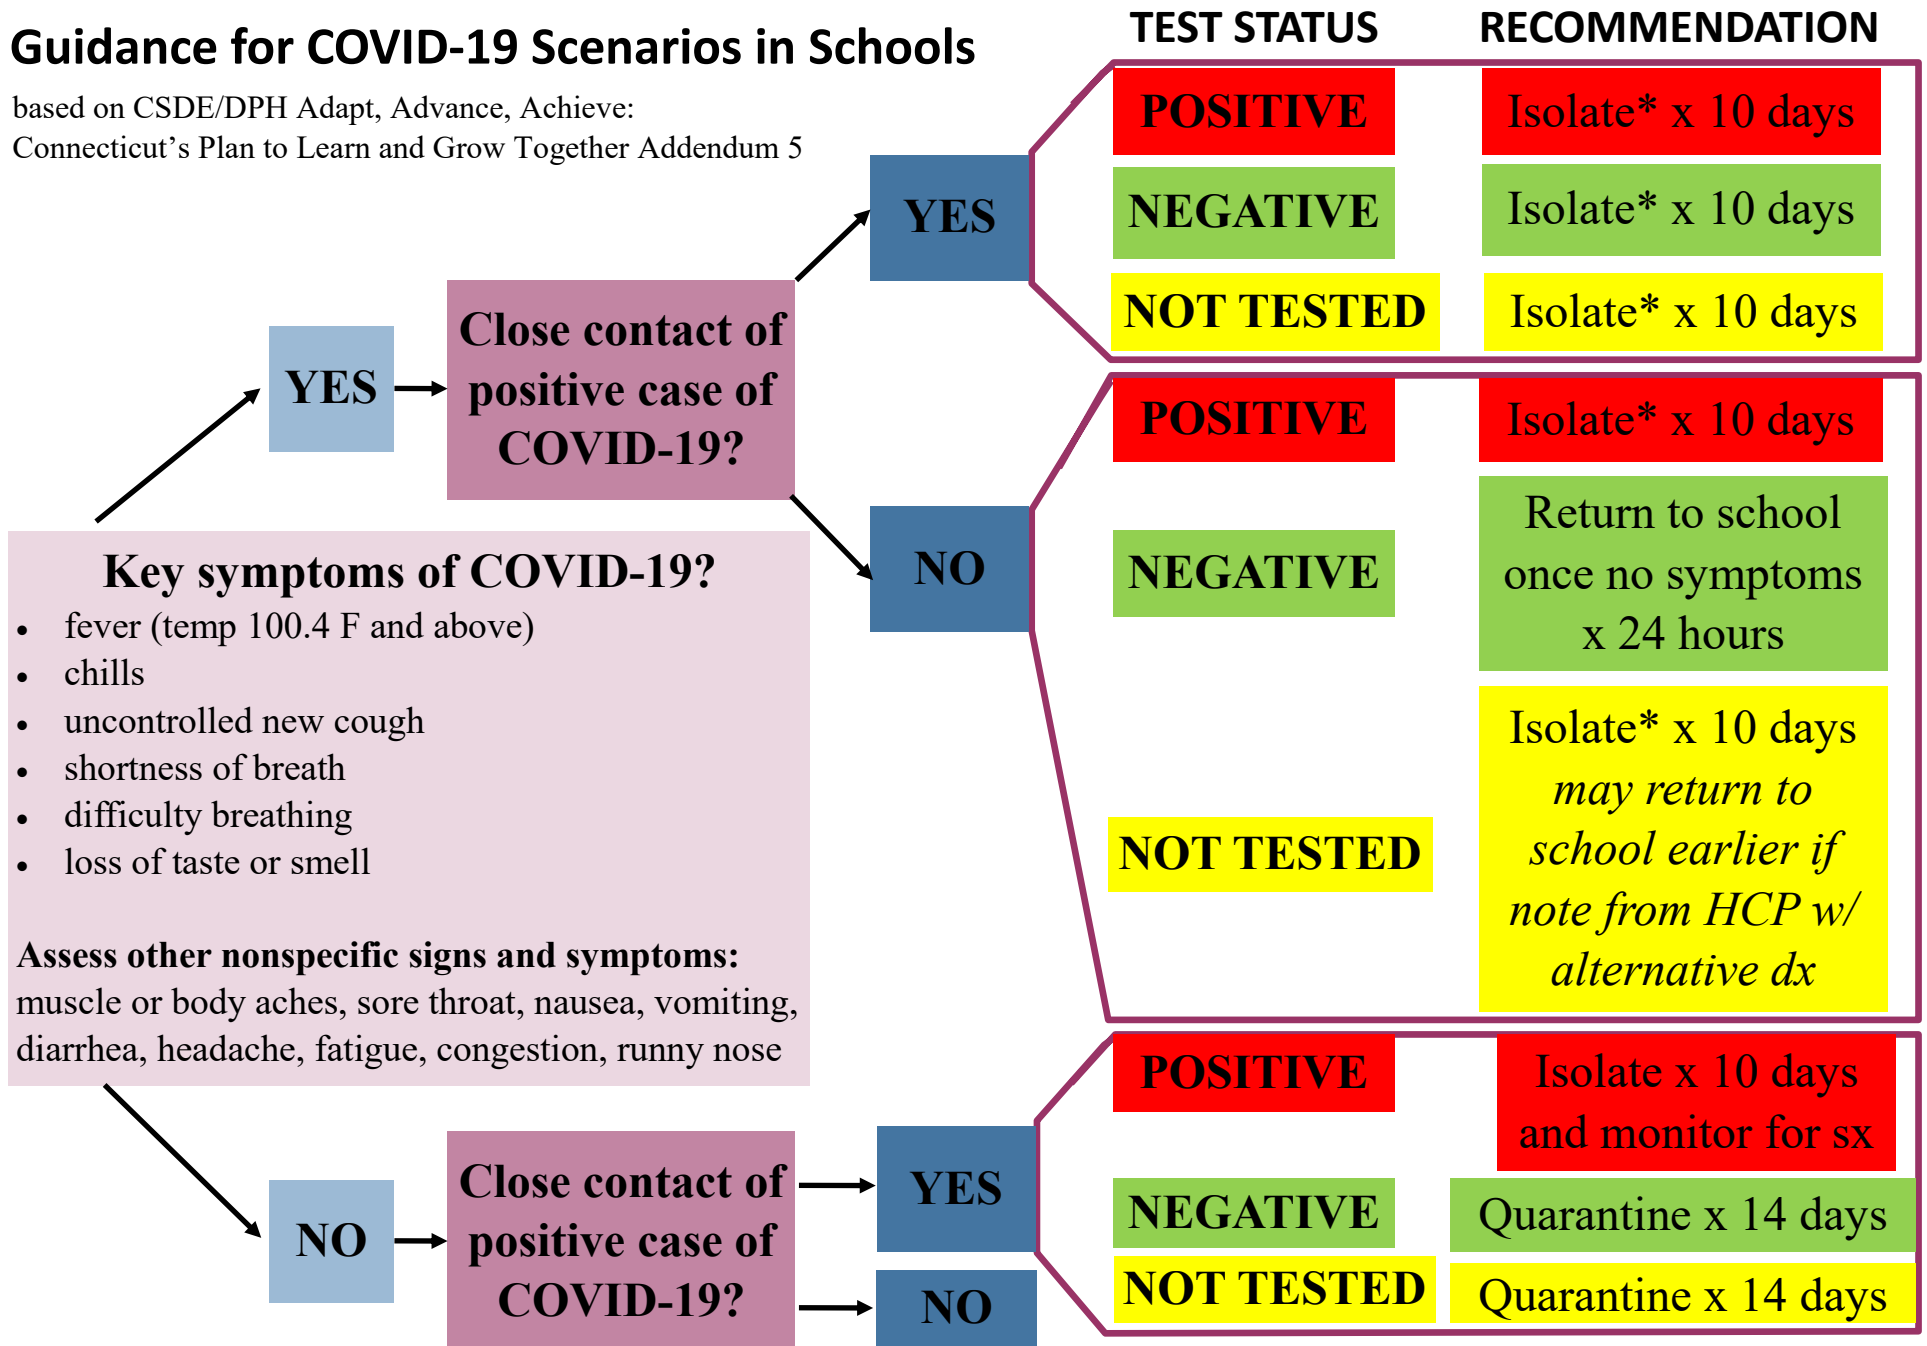 Guidance for COVID-19 Scenarios in Schools
based on CSDE/DPH Adapt, Advance, Achieve:
Connecticut’s Plan to Learn and Grow Together Addendum 5
TEST STATUS
RECOMMENDATION
Key symptoms of COVID-19?
• fever (temp 100.4 F and above)
• chills
• uncontrolled new cough
• shortness of breath
• difficulty breathing
• loss of taste or smell
Assess other nonspecific signs and symptoms:
muscle or body aches, sore throat, nausea, vomiting,
diarrhea, headache, fatigue, congestion, runny nose
YES
Close contact of
positive case of
COVID-19?
YES
POSITIVE
Isolate* x 10 days
NEGATIVE
Isolate* x 10 days
NOT TESTED
Isolate* x 10 days
NO
POSITIVE
Isolate* x 10 days
NEGATIVE
Return to school
once no symptoms
x 24 hours
NOT TESTED
Isolate* x 10 days
may return to
school earlier if
note from HCP w/
alternative dx
NO
Close contact of
positive case of
COVID-19?
YES
POSITIVE
Isolate x 10 days
and monitor for sx
NEGATIVE
Quarantine x 14 days
NOT TESTED
Quarantine x 14 days
NO